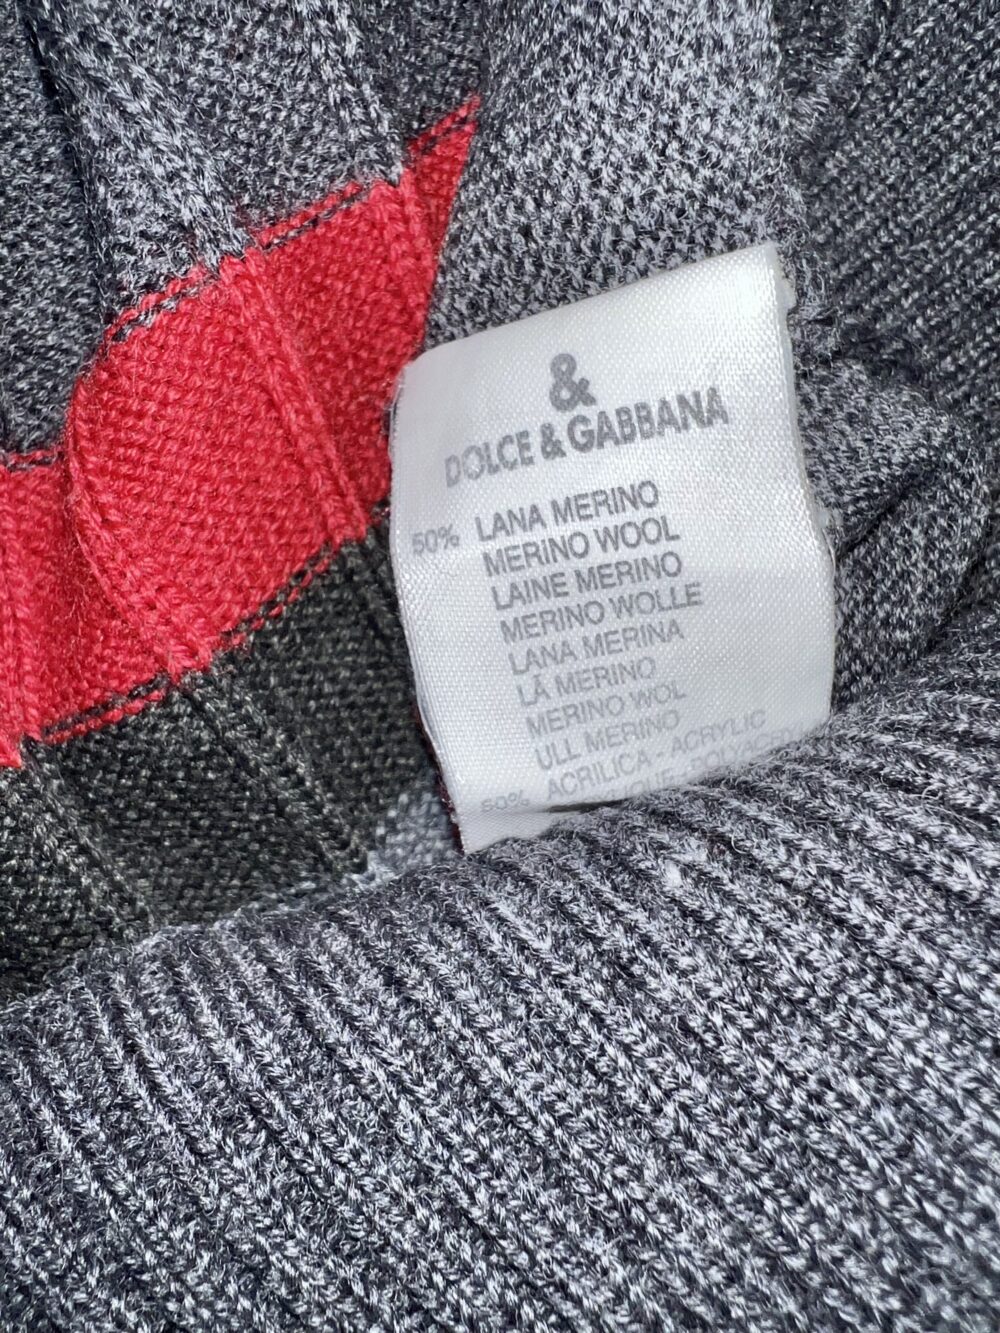 &
DOLCE & GABBANA
50% LANA MERINO
MERINO WOOL
LAINE MERINO
MERINO WOLLE
LANA MERINA
LÃ MERINO
MERINO WOL
ULL MERINO
50% ACRILICA - ACRYLIC